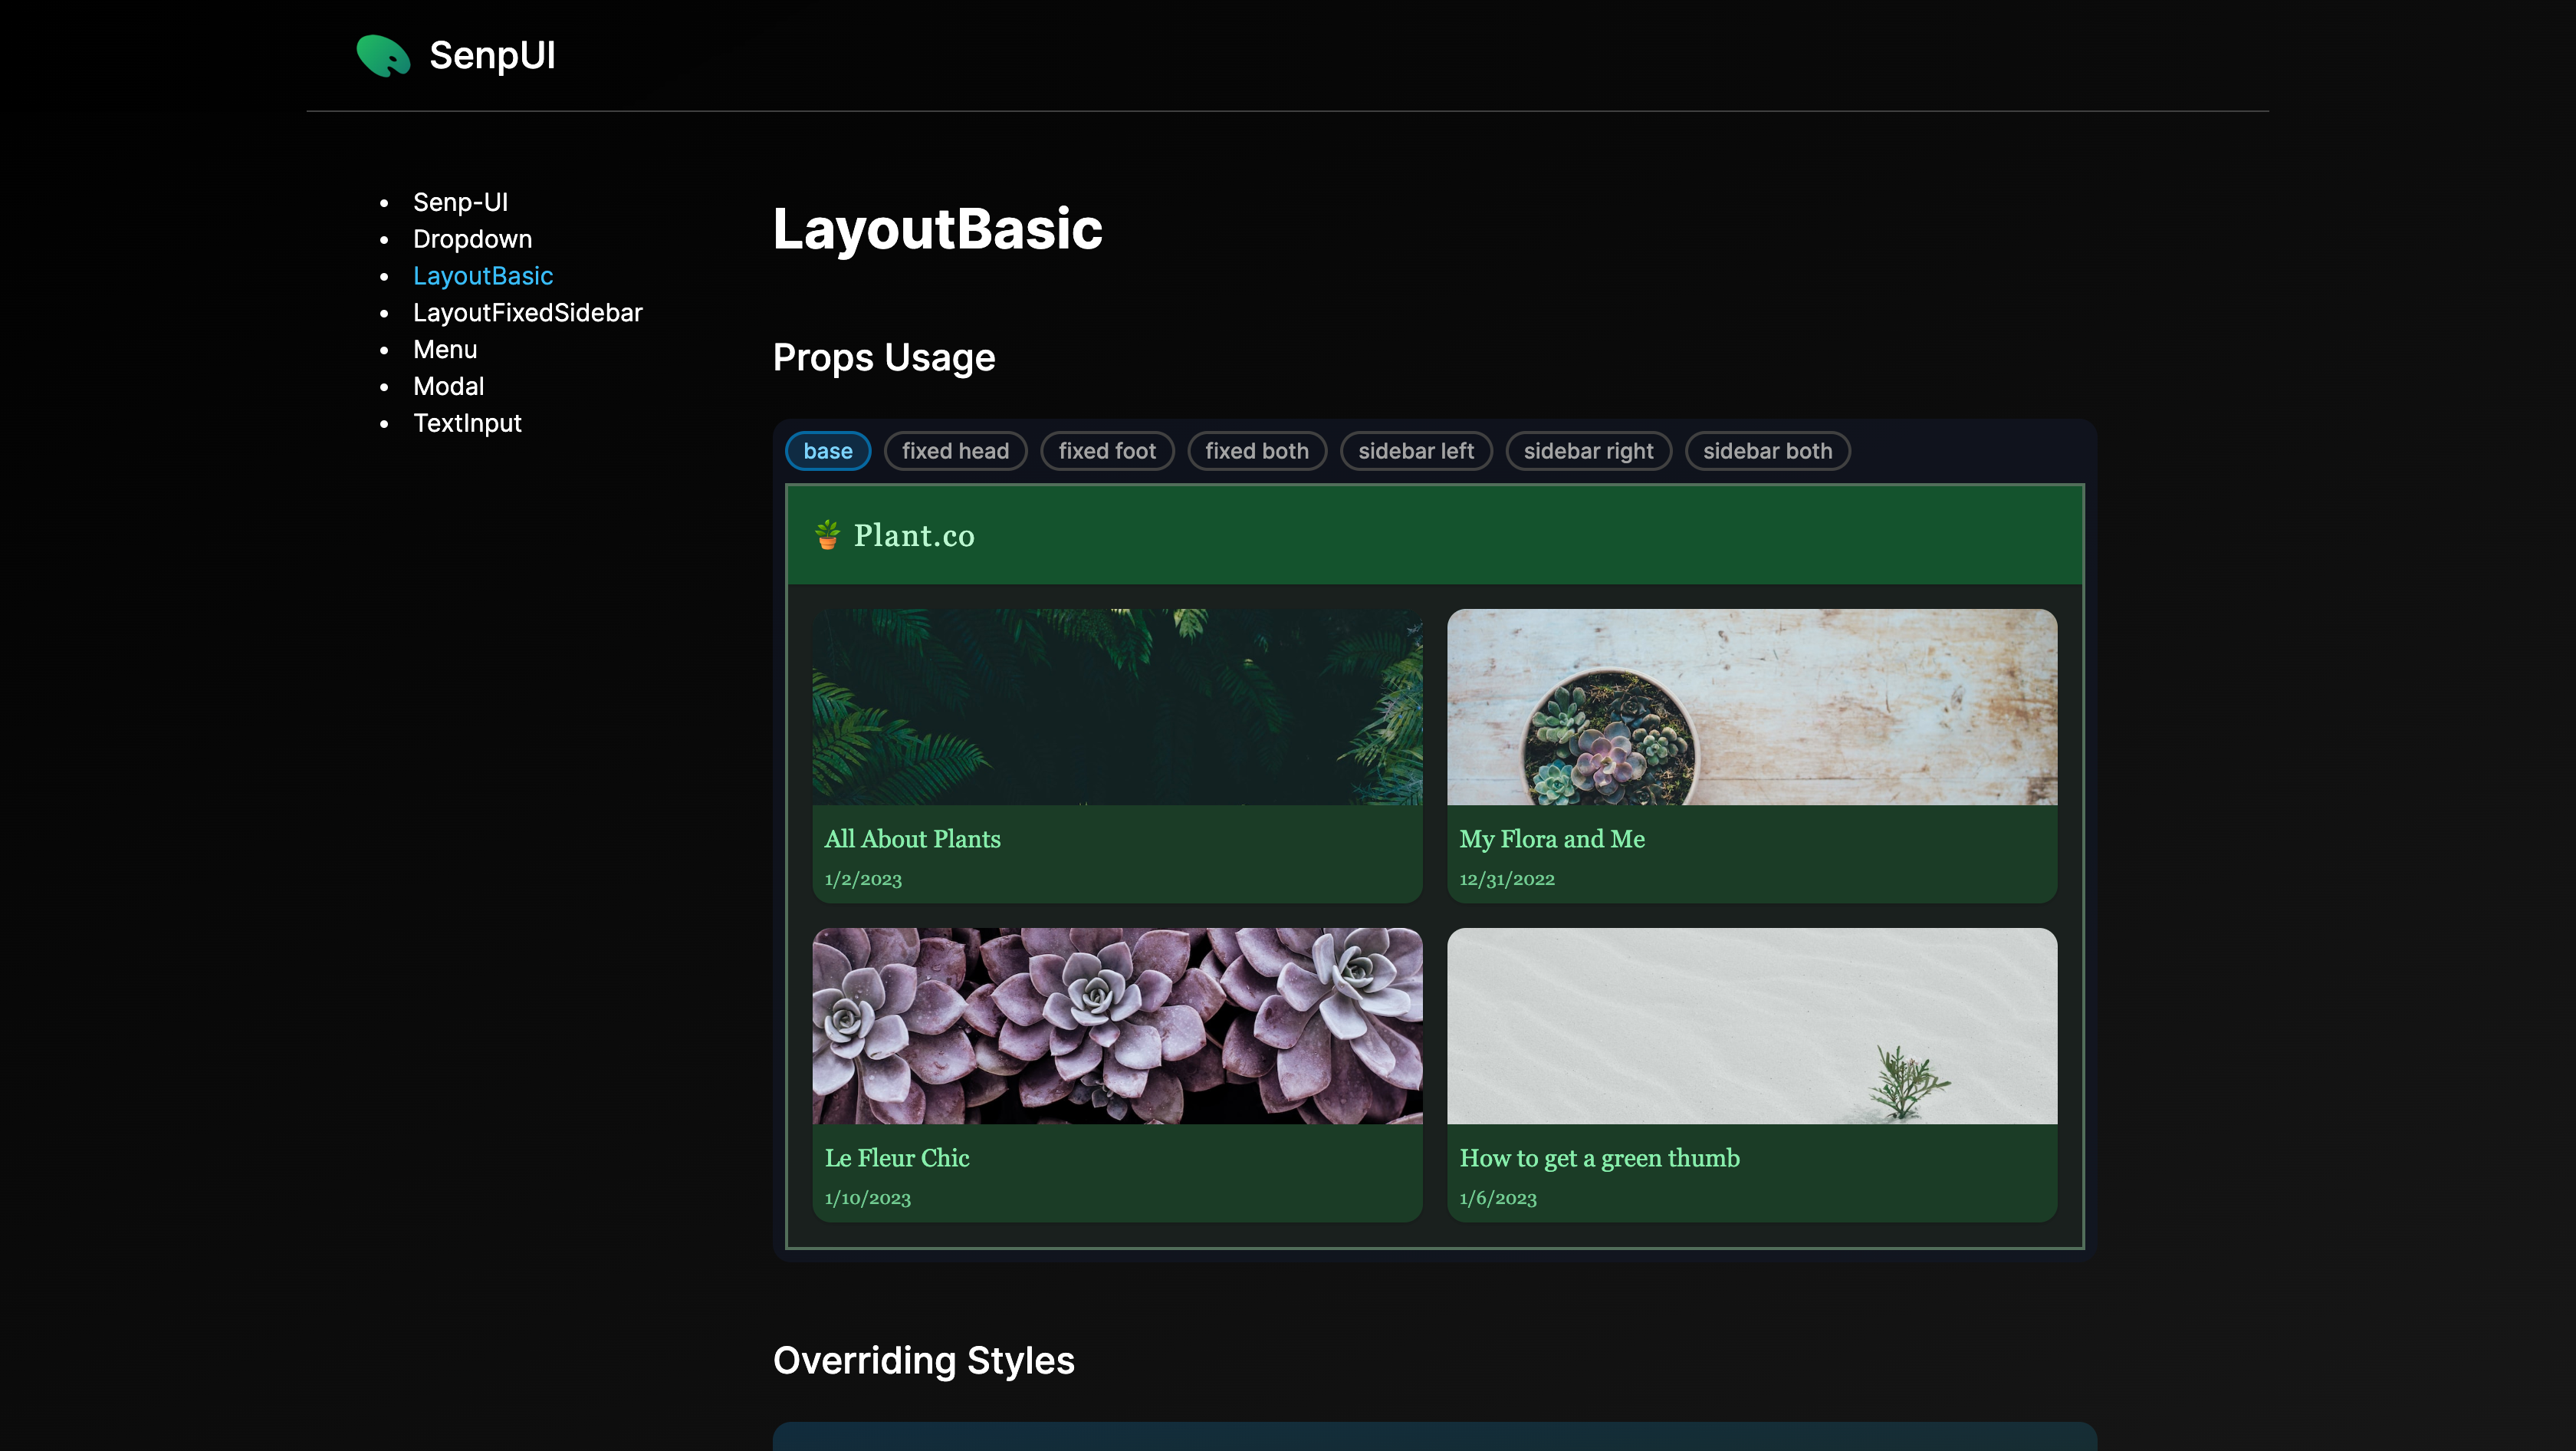 SenpUI
Senp-UI
Dropdown
LayoutBasic
LayoutFixedSidebar
Menu
Modal
TextInput
LayoutBasic
Props Usage
base fixed head fixed foot fixed both sidebar left sidebar right sidebar both
Plant.co
All About Plants
1/2/2023
My Flora and Me
12/31/2022
Le Fleur Chic
1/10/2023
How to get a green thumb
1/6/2023
Overriding Styles